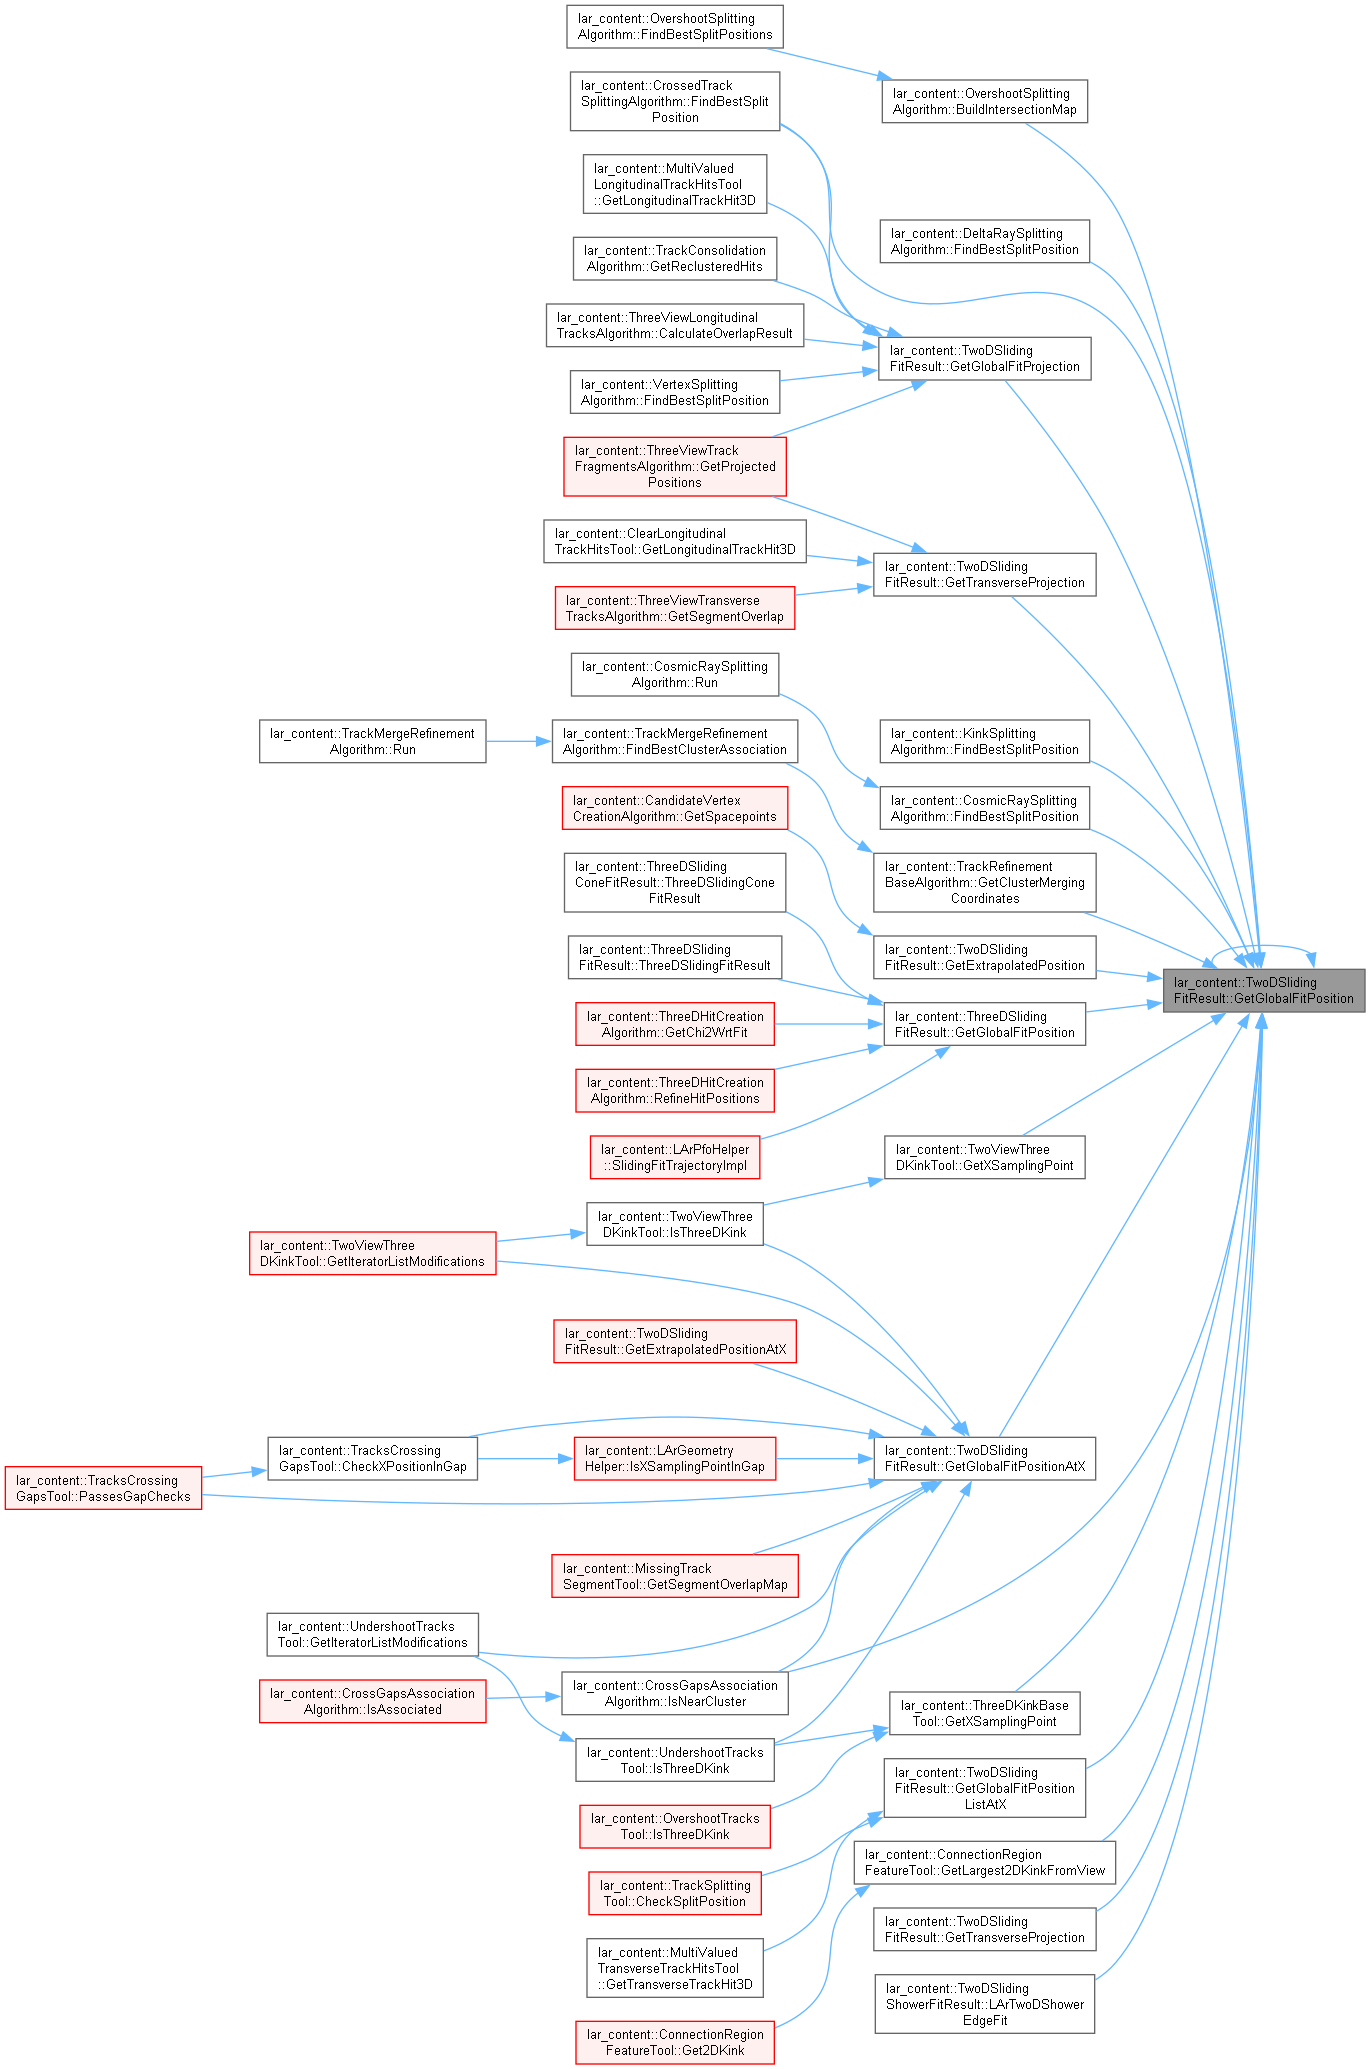 lar_content::OvershootSplitting
Algorithm::FindBestSplitPositions
lar_content::CrossedTrack
SplittingAlgorithm::FindBestSplit
Position
lar_content::OvershootSplitting
Algorithm::BuildIntersectionMap
lar_content::MultiValued
LongitudinalTrackHitsTool
::GetLongitudinalTrackHit3D
lar_content::DeltaRaySplitting
Algorithm::FindBestSplitPosition
lar_content::TrackConsolidation
Algorithm::GetReclusteredHits
lar_content::ThreeViewLongitudinal
TracksAlgorithm::CalculateOverlapResult
lar_content::TwoDSliding
FitResult::GetGlobalFitProjection
lar_content::VertexSplitting
Algorithm::FindBestSplitPosition
lar_content::ThreeViewTrack
FragmentsAlgorithm::GetProjected
Positions
lar_content::ClearLongitudinal
TrackHitsTool::GetLongitudinalTrackHit3D
lar_content::TwoDSliding
FitResult::GetTransverseProjection
lar_content::ThreeViewTransverse
TracksAlgorithm::GetSegmentOverlap
lar_content::CosmicRaySplitting
Algorithm::Run
lar_content::TrackMergeRefinement
Algorithm::Run
lar_content::TrackMergeRefinement
Algorithm::FindBestClusterAssociation
lar_content::KinkSplitting
Algorithm::FindBestSplitPosition
lar_content::CandidateVertex
CreationAlgorithm::GetSpacepoints
lar_content::CosmicRaySplitting
Algorithm::FindBestSplitPosition
lar_content::ThreeDSliding
ConeFitResult::ThreeDSlidingCone
FitResult
lar_content::TrackRefinement
BaseAlgorithm::GetClusterMerging
Coordinates
lar_content::ThreeDSliding
FitResult::ThreeDSlidingFitResult
lar_content::TwoDSliding
FitResult::GetExtrapolatedPosition
lar_content::TwoDSliding
FitResult::GetGlobalFitPosition
lar_content::ThreeDHitCreation
Algorithm::GetChi2WrtFit
lar_content::ThreeDSliding
FitResult::GetGlobalFitPosition
lar_content::ThreeDHitCreation
Algorithm::RefineHitPositions
lar_content::LArPfoHelper
::SlidingFitTrajectoryImpl
lar_content::TwoViewThree
DKinkTool::GetXSamplingPoint
lar_content::TwoViewThree
DKinkTool::IsThreeDKink
lar_content::TwoViewThree
DKinkTool::GetIteratorListModifications
lar_content::TwoDSliding
FitResult::GetExtrapolatedPositionAtX
lar_content::TracksCrossing
GapsTool::CheckXPositionInGap
lar_content::LArGeometry
Helper::IsXSamplingPointInGap
lar_content::TwoDSliding
FitResult::GetGlobalFitPositionAtX
lar_content::TracksCrossing
GapsTool::PassesGapChecks
lar_content::MissingTrack
SegmentTool::GetSegmentOverlapMap
lar_content::UndershootTracks
Tool::GetIteratorListModifications
lar_content::CrossGapsAssociation
Algorithm::IsAssociated
lar_content::CrossGapsAssociation
Algorithm::IsNearCluster
lar_content::ThreeDKinkBase
Tool::GetXSamplingPoint
lar_content::UndershootTracks
Tool::IsThreeDKink
lar_content::TwoDSliding
FitResult::GetGlobalFitPosition
ListAtX
lar_content::OvershootTracks
Tool::IsThreeDKink
lar_content::ConnectionRegion
FeatureTool::GetLargest2DKinkFromView
lar_content::TrackSplitting
Tool::CheckSplitPosition
lar_content::TwoDSliding
FitResult::GetTransverseProjection
lar_content::MultiValued
TransverseTrackHitsTool
::GetTransverseTrackHit3D
lar_content::TwoDSliding
ShowerFitResult::LArTwoDShower
EdgeFit
lar_content::ConnectionRegion
FeatureTool::Get2DKink